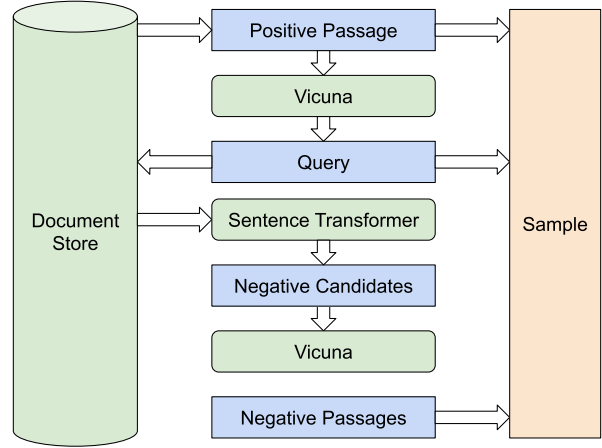 Positive Passage
Vicuna
Query
Document
Store
Sentence Transformer
Sample
Negative Candidates
Vicuna
Negative Passages